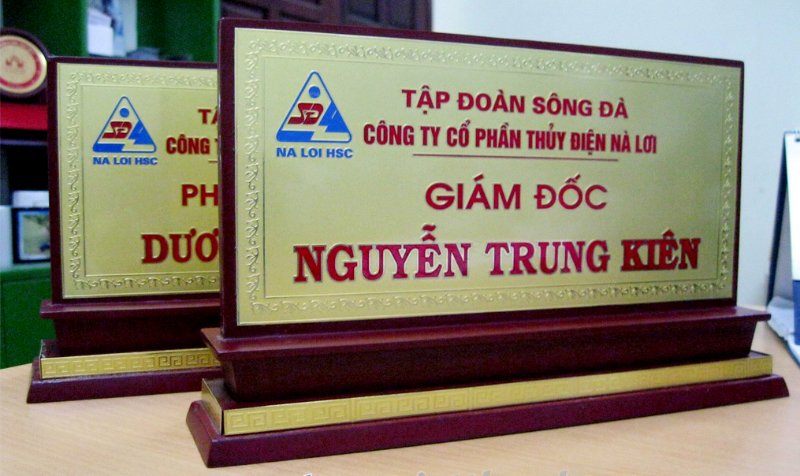 TẬP ĐOÀN SÔNG ĐÀ
CÔNG TY CỔ PHẦN THỦY ĐIỆN NÀ LƠI
NA LOI HSC
GIÁM ĐỐC
NGUYỄN TRUNG KIÊN
CÔNG
NA LOI HSC